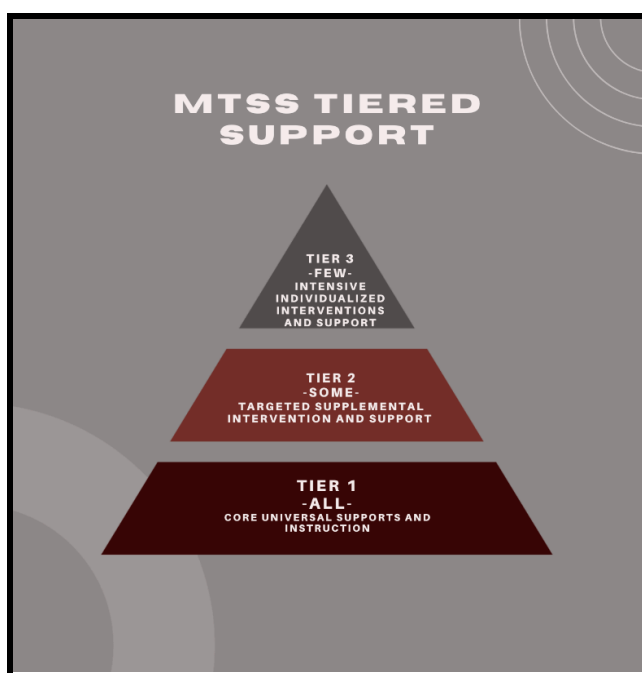 MTSS TIERED
SUPPORT
TIER 3
-FEW-
INTENSIVE
INDIVIDUALIZED
INTERVENTIONS
AND SUPPORT
TIER 2
-SOME-
TARGETED SUPPLEMENTAL
INTERVENTION AND SUPPORT
TIER 1
-ALL-
CORE UNIVERSAL SUPPORTS AND
INSTRUCTION